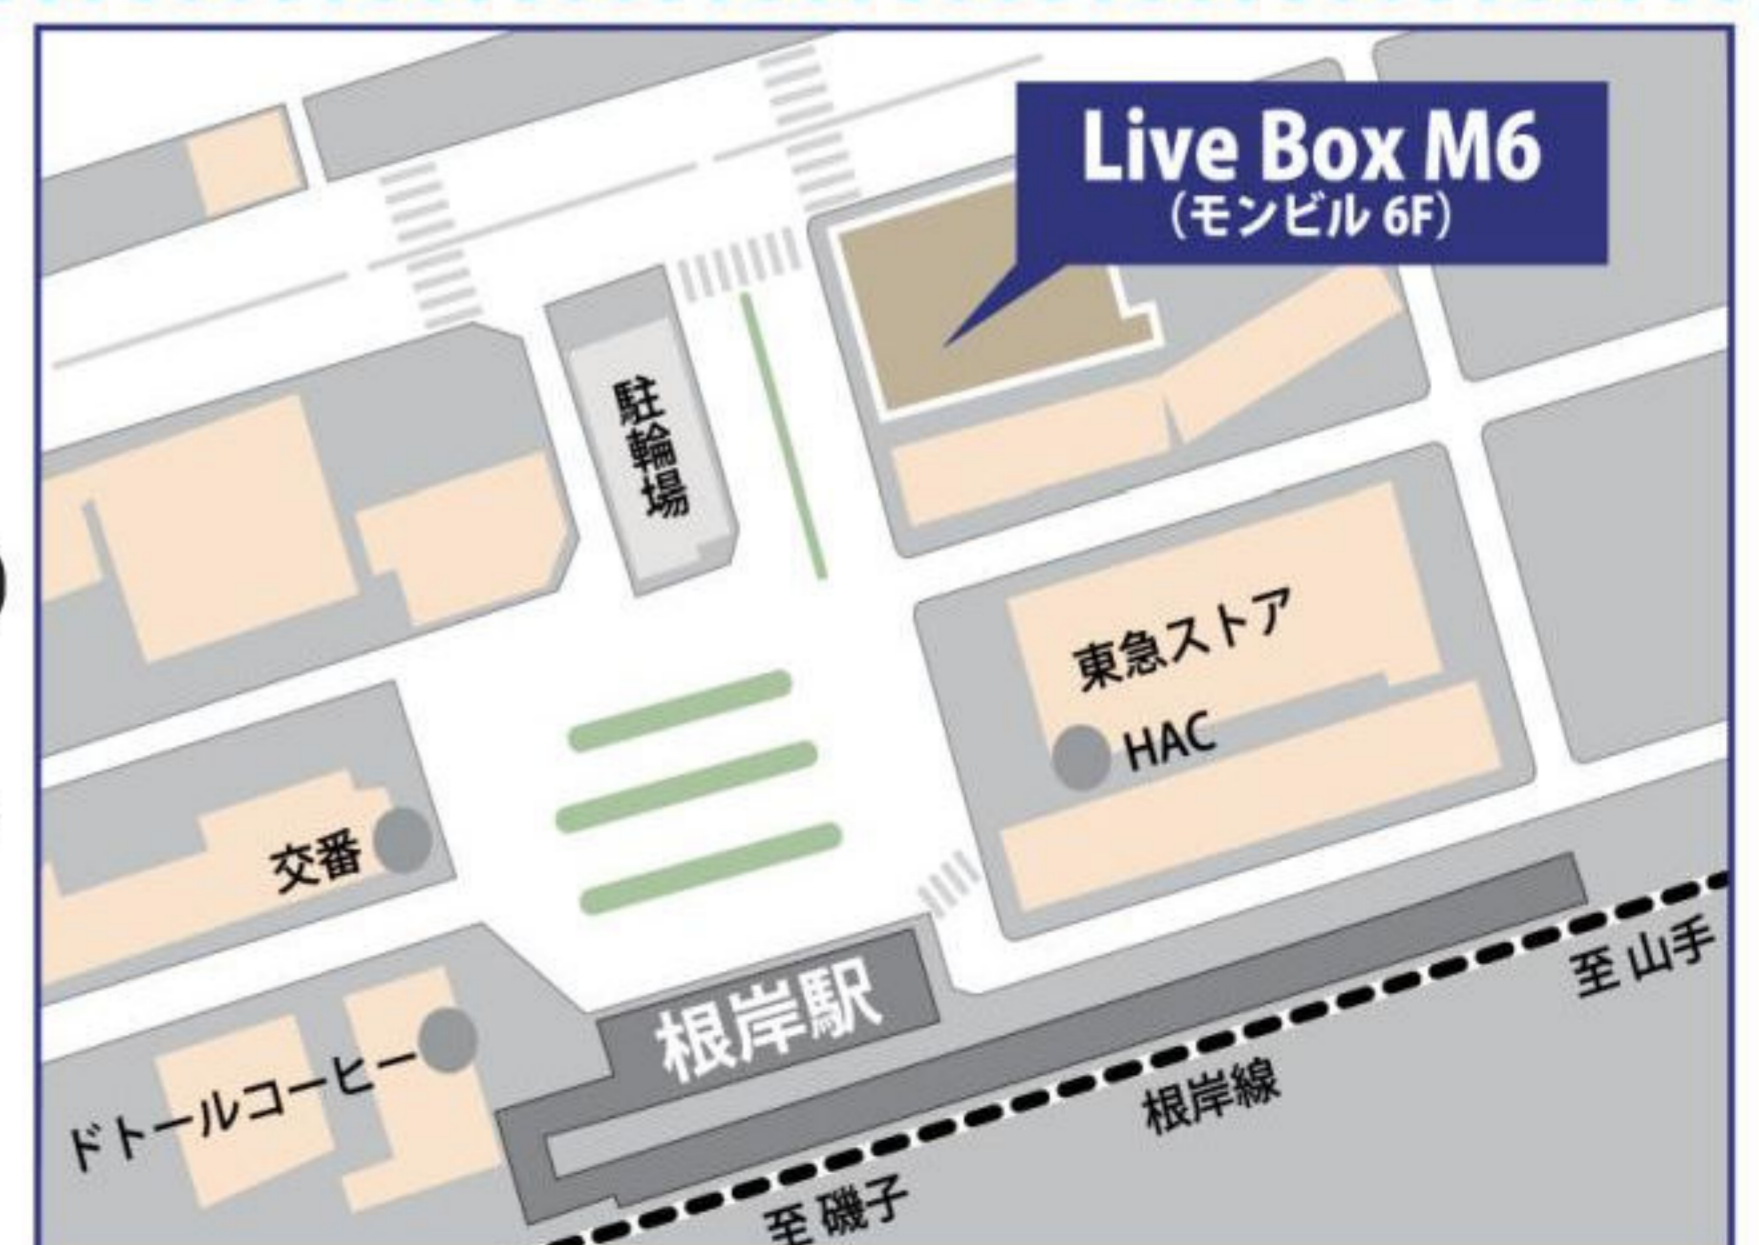 Live Box M6
（モンビル 6F）
駐輪場
東急ストア
HAC
交番
根岸駅
ドトールコーヒー
至 山手
根岸線
至 磯子